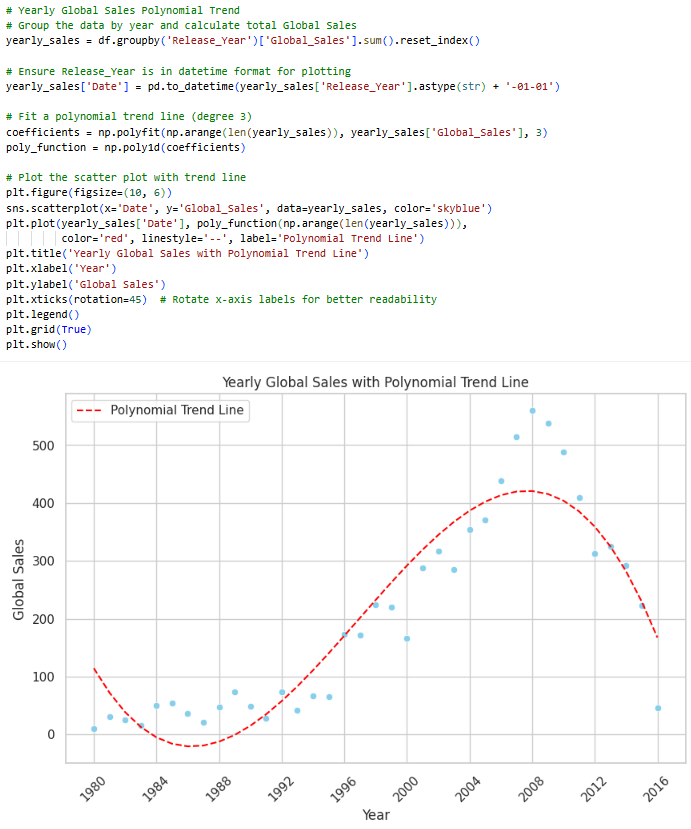 # Yearly Global Sales Polynomial Trend
# Group the data by year and calculate total Global Sales
yearly_sales = df.groupby('Release_Year')['Global_Sales'].sum().reset_index()
# Ensure Release_Year is in datetime format for plotting
yearly_sales['Date'] = pd.to_datetime(yearly_sales['Release_Year'].astype(str) + '-01-01')
# Fit a polynomial trend line (degree 3)
coefficients = np.polyfit(np.arange(len(yearly_sales)), yearly_sales['Global_Sales'], 3)
poly_function = np.poly1d(coefficients)
# Plot the scatter plot with trend line
plt.figure(figsize=(10, 6))
sns.scatterplot(x='Date', y='Global_Sales', data=yearly_sales, color='skyblue')
plt.plot(yearly_sales['Date'], poly_function(np.arange(len(yearly_sales))),
color='red', linestyle='--', label='Polynomial Trend Line')
plt.title('Yearly Global Sales with Polynomial Trend Line')
plt.xlabel('Year')
plt.ylabel('Global Sales')
plt.xticks(rotation=45)  # Rotate x-axis labels for better readability
plt.legend()
plt.grid(True)
plt.show()
Yearly Global Sales with Polynomial Trend Line
Polynomial Trend Line
500
400
300
200
100
0
Global Sales
1980
1984
1988
1992
1996
2000
2004
2008
2012
2016
Year